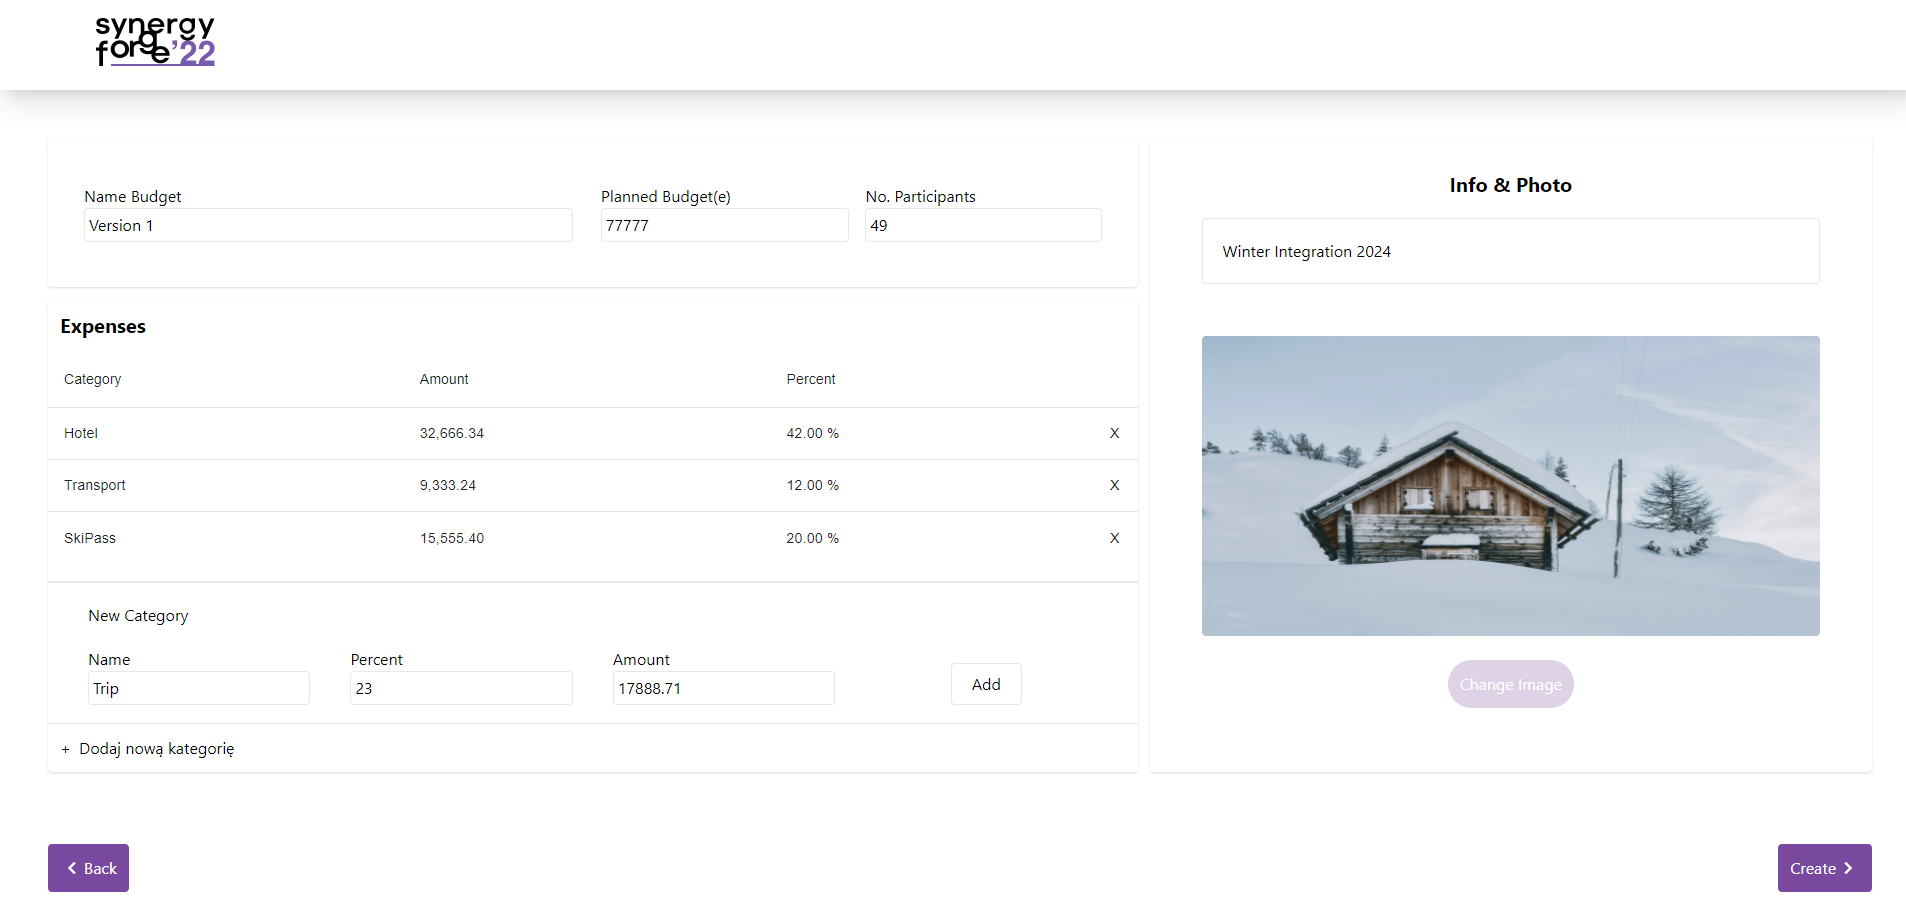 synergy
forge'22
Name Budget
Version 1
Planned Budget(e)
77777
No. Participants
49
Expenses
Category Amount Percent
Hotel 32,666.34 42.00 % X
Transport 9,333.24 12.00 % X
SkiPass 15,555.40 20.00 % X
New Category
Name
Trip
Percent
23
Amount
17888.71
Add
+ Dodaj nową kategorię
Info & Photo
Winter Integration 2024
Change Image
Back
Create